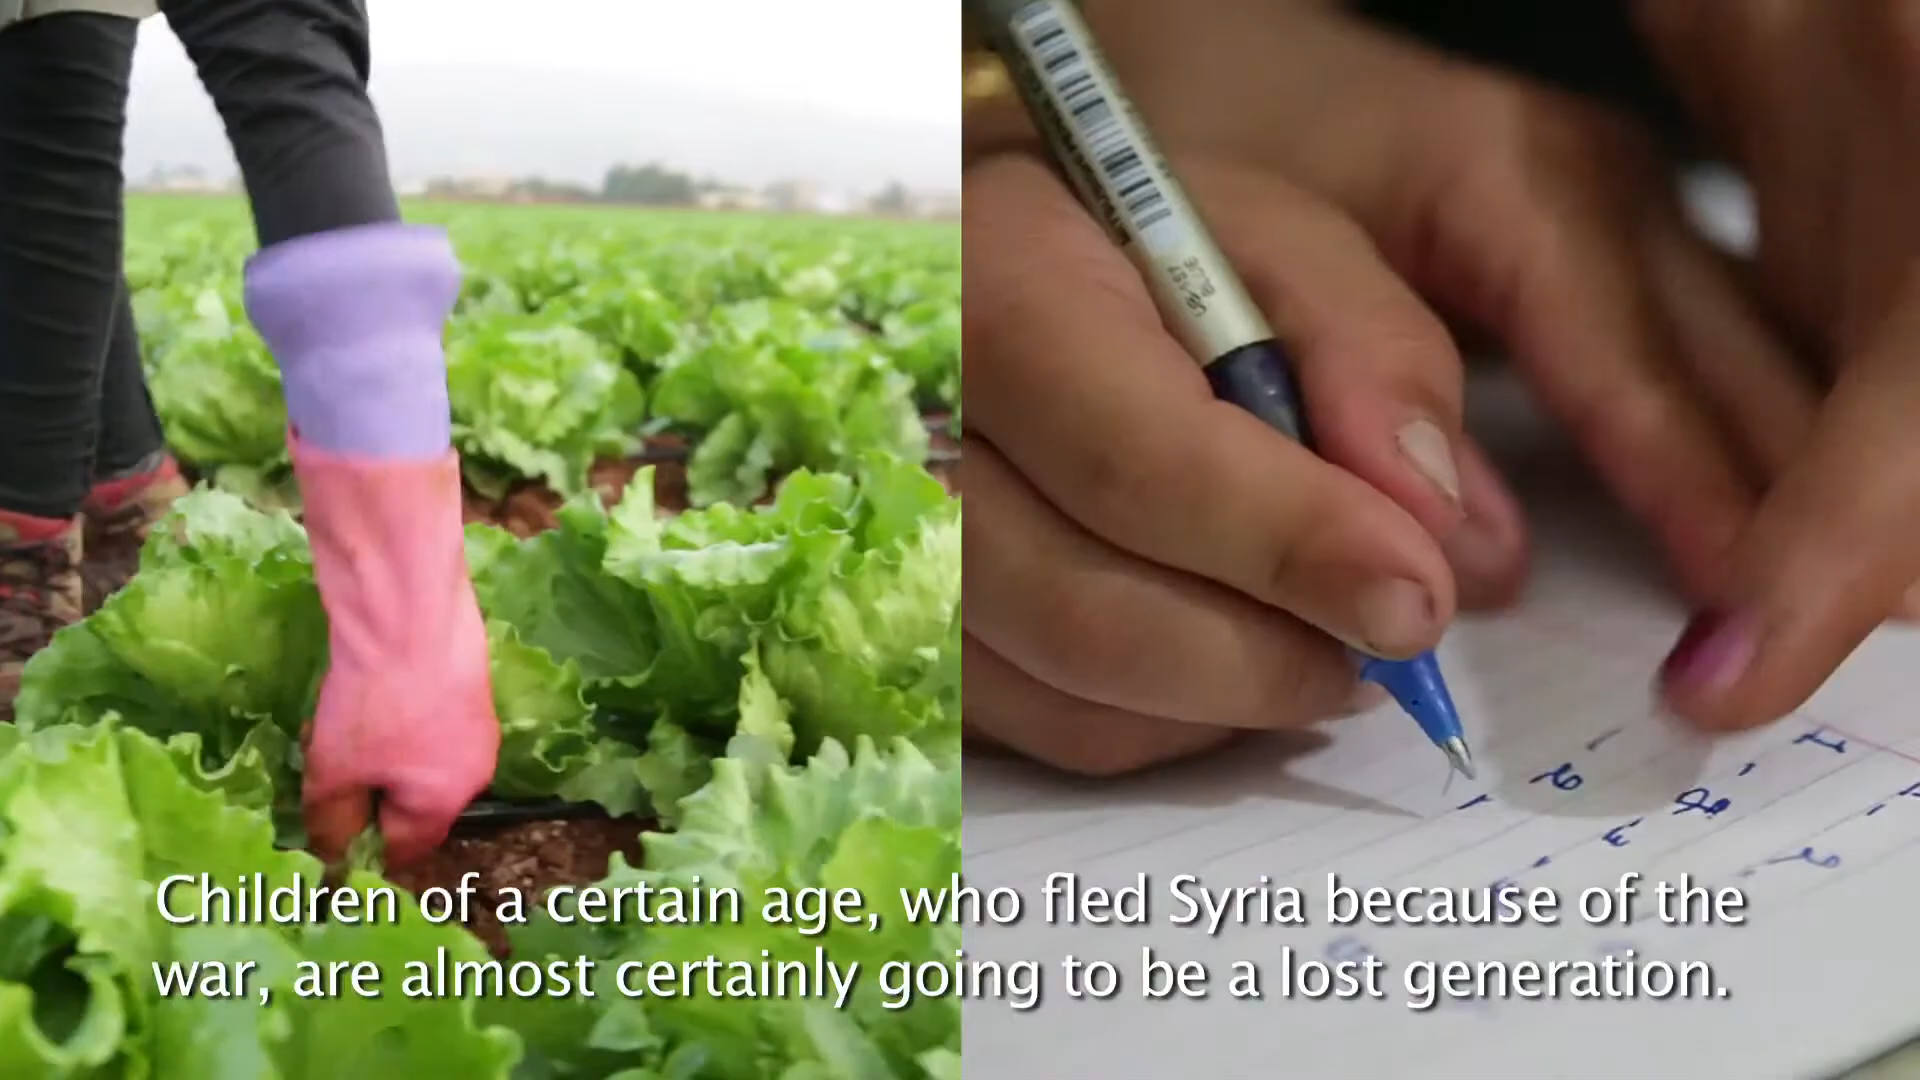 Children of a certain age, who fled Syria because of the
war, are almost certainly going to be a lost generation.